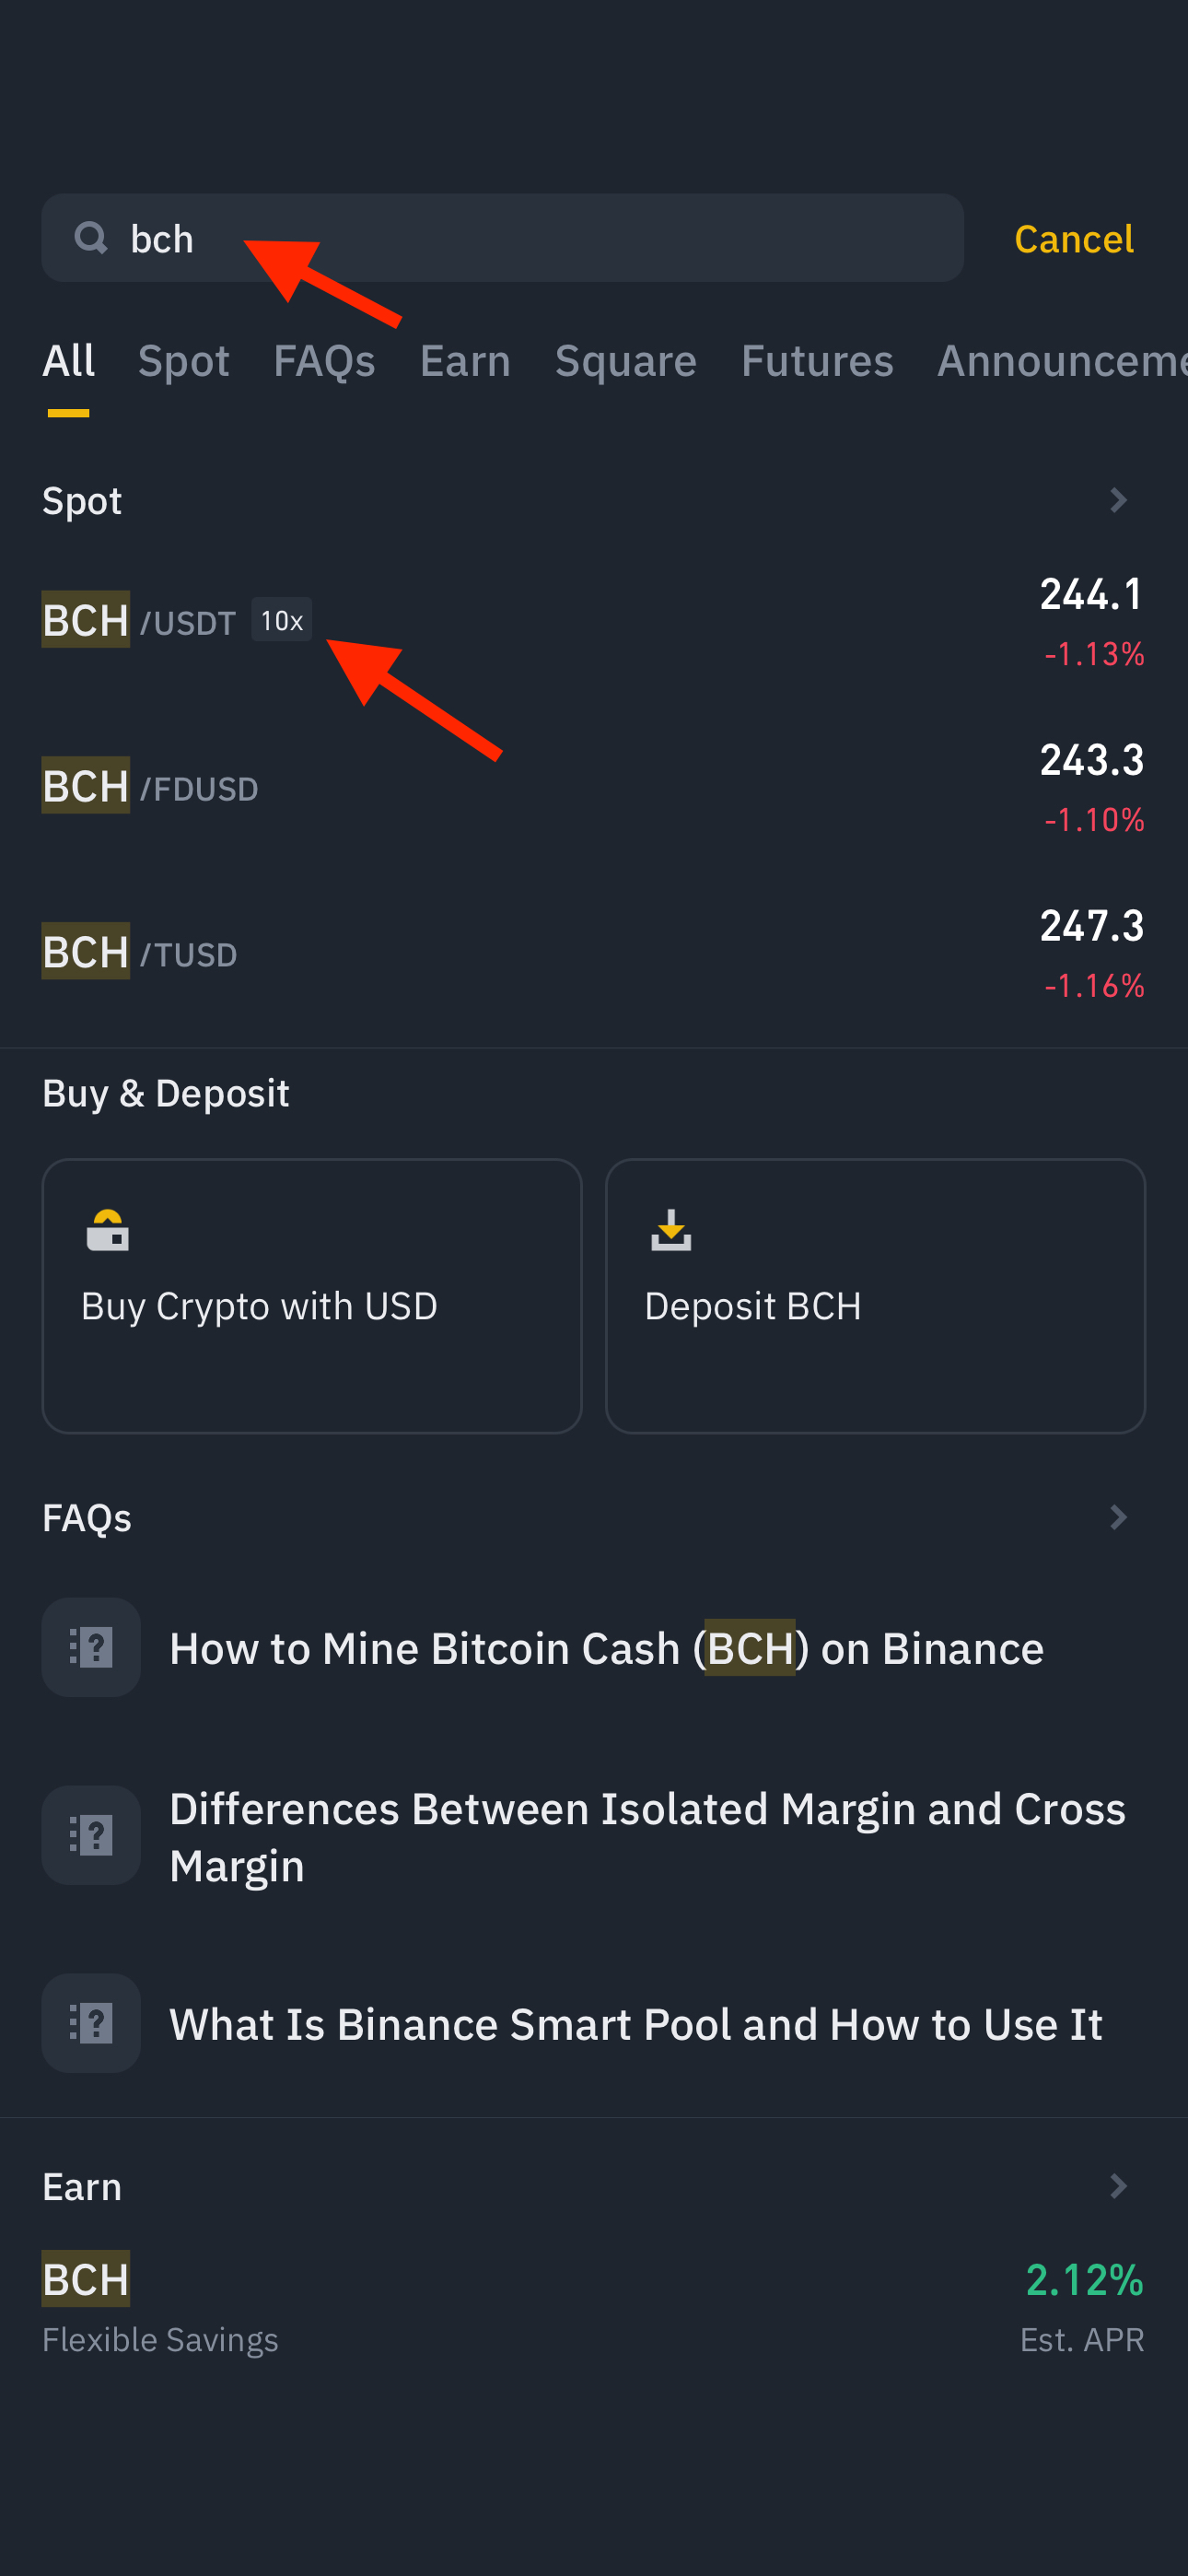 bch
Cancel
All Spot FAQs Earn Square Futures Announceme
Spot
BCH /USDT 10x
244.1
-1.13%
BCH /FDUSD
243.3
-1.10%
BCH /TUSD
247.3
-1.16%
Buy & Deposit
Buy Crypto with USD
Deposit BCH
FAQs
How to Mine Bitcoin Cash (BCH) on Binance
Differences Between Isolated Margin and Cross
Margin
What Is Binance Smart Pool and How to Use It
Earn
BCH
2.12%
Flexible Savings
Est. APR